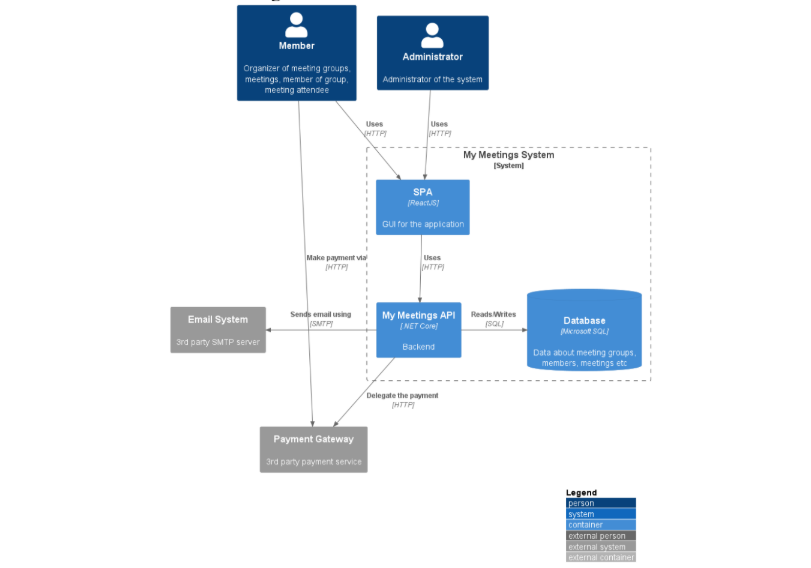 Member
Organizer of meeting groups,
meetings, member of group,
meeting attendee
Administrator
Administrator of the system
Uses
[HTTP]
Uses
[HTTP]
My Meetings System
[System]
SPA
[ReactJS]
GUI for the application
Make payment via
[HTTP]
Uses
[HTTP]
Email System
3rd party SMTP server
Sends email using
[SMTP]
My Meetings API
[.NET Core]
Backend
Reads/Writes
[SQL]
Database
[Microsoft SQL]
Data about meeting groups,
members, meetings etc.
Delegate the payment
[HTTP]
Payment Gateway
3rd party payment service
Legend
person
system
container
external person
external system
external container